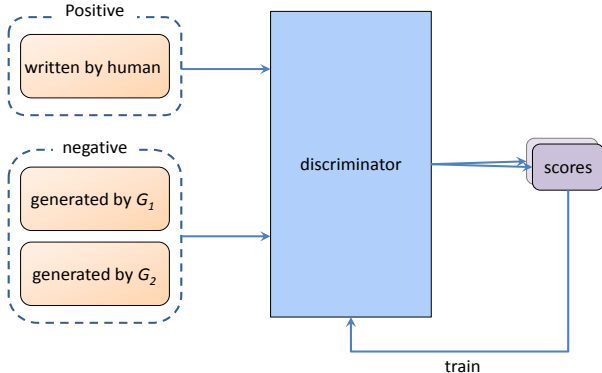 Positive
written by human
negative
generated by G1
generated by G2
discriminator
scores
train